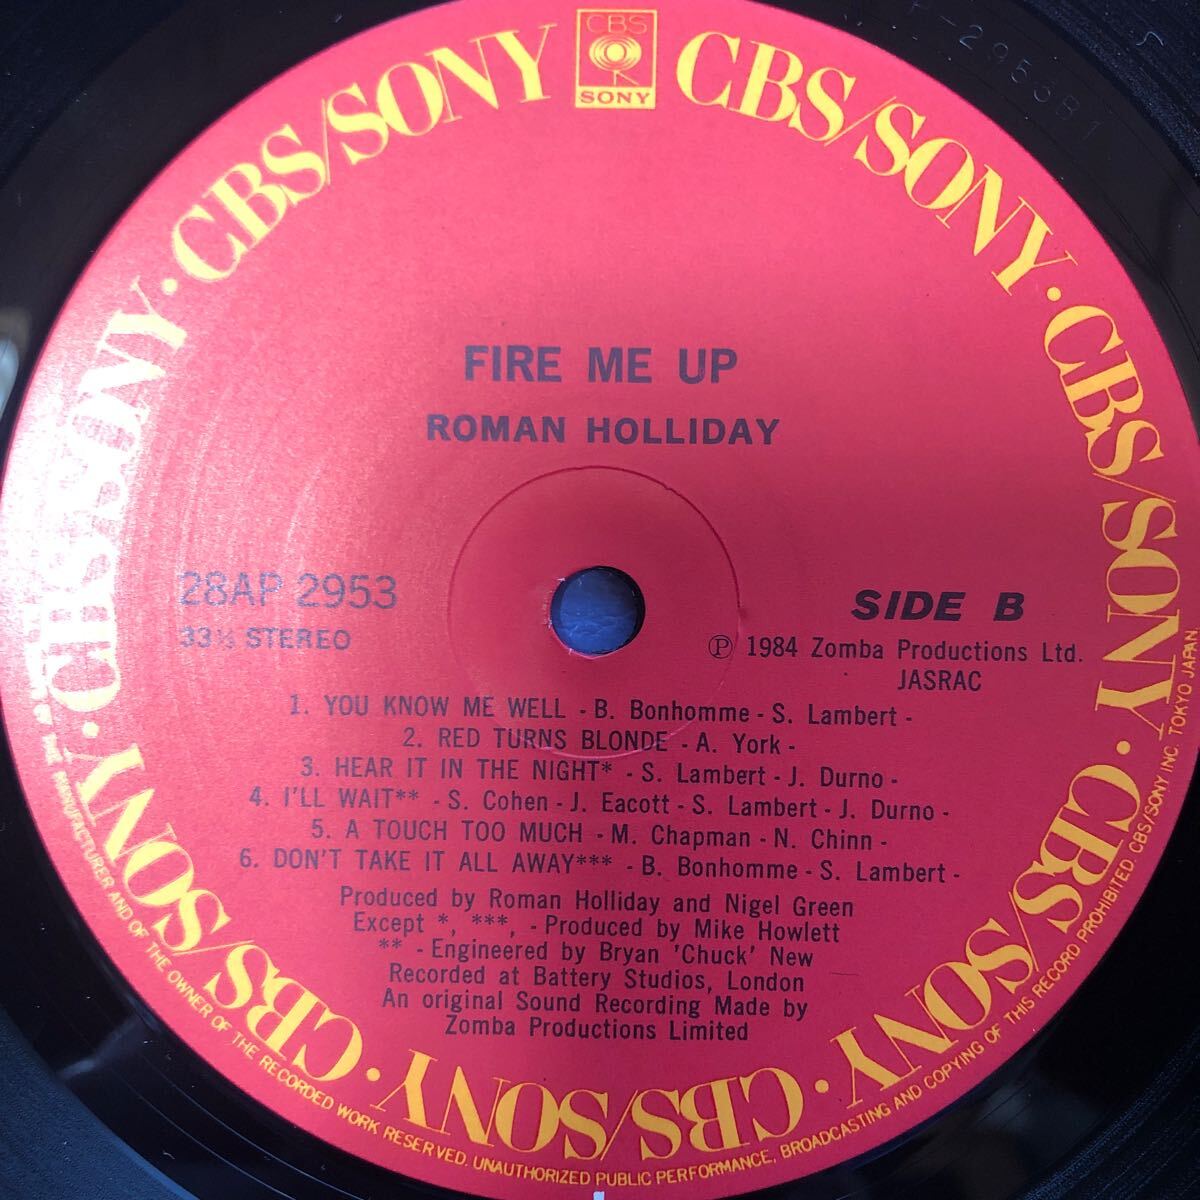 CBS
SONY
CBS/SONY · CBS/SONY · CBS/SONY · CBS/SONY · CBS/SONY · CBS/SONY · CBS/SONY · CBS/SONY
FIRE ME UP
ROMAN HOLLIDAY
28AP 2953
33⅓ STEREO
SIDE B
Ⓟ 1984 Zomba Productions Ltd.
JASRAC
1. YOU KNOW ME WELL - B. Bonhomme - S. Lambert -
2. RED TURNS BLONDE - A. York -
3. HEAR IT IN THE NIGHT* - S. Lambert - J. Durno -
4. I'LL WAIT** - S. Cohen - J. Eacott - S. Lambert - J. Durno -
5. A TOUCH TOO MUCH - M. Chapman - N. Chinn -
6. DON'T TAKE IT ALL AWAY*** - B. Bonhomme - S. Lambert -
Produced by Roman Holliday and Nigel Green
Except *, ***, - Produced by Mike Howlett
** - Engineered by Bryan 'Chuck' New
Recorded at Battery Studios, London
An original Sound Recording Made by
Zomba Productions Limited
OF THE MANUFACTURER AND OF THE OWNER OF THE RECORDED WORK RESERVED. UNAUTHORIZED PUBLIC PERFORMANCE, BROADCASTING AND COPYING OF THIS RECORD PROHIBITED. CBS/SONY INC. TOKYO JAPAN